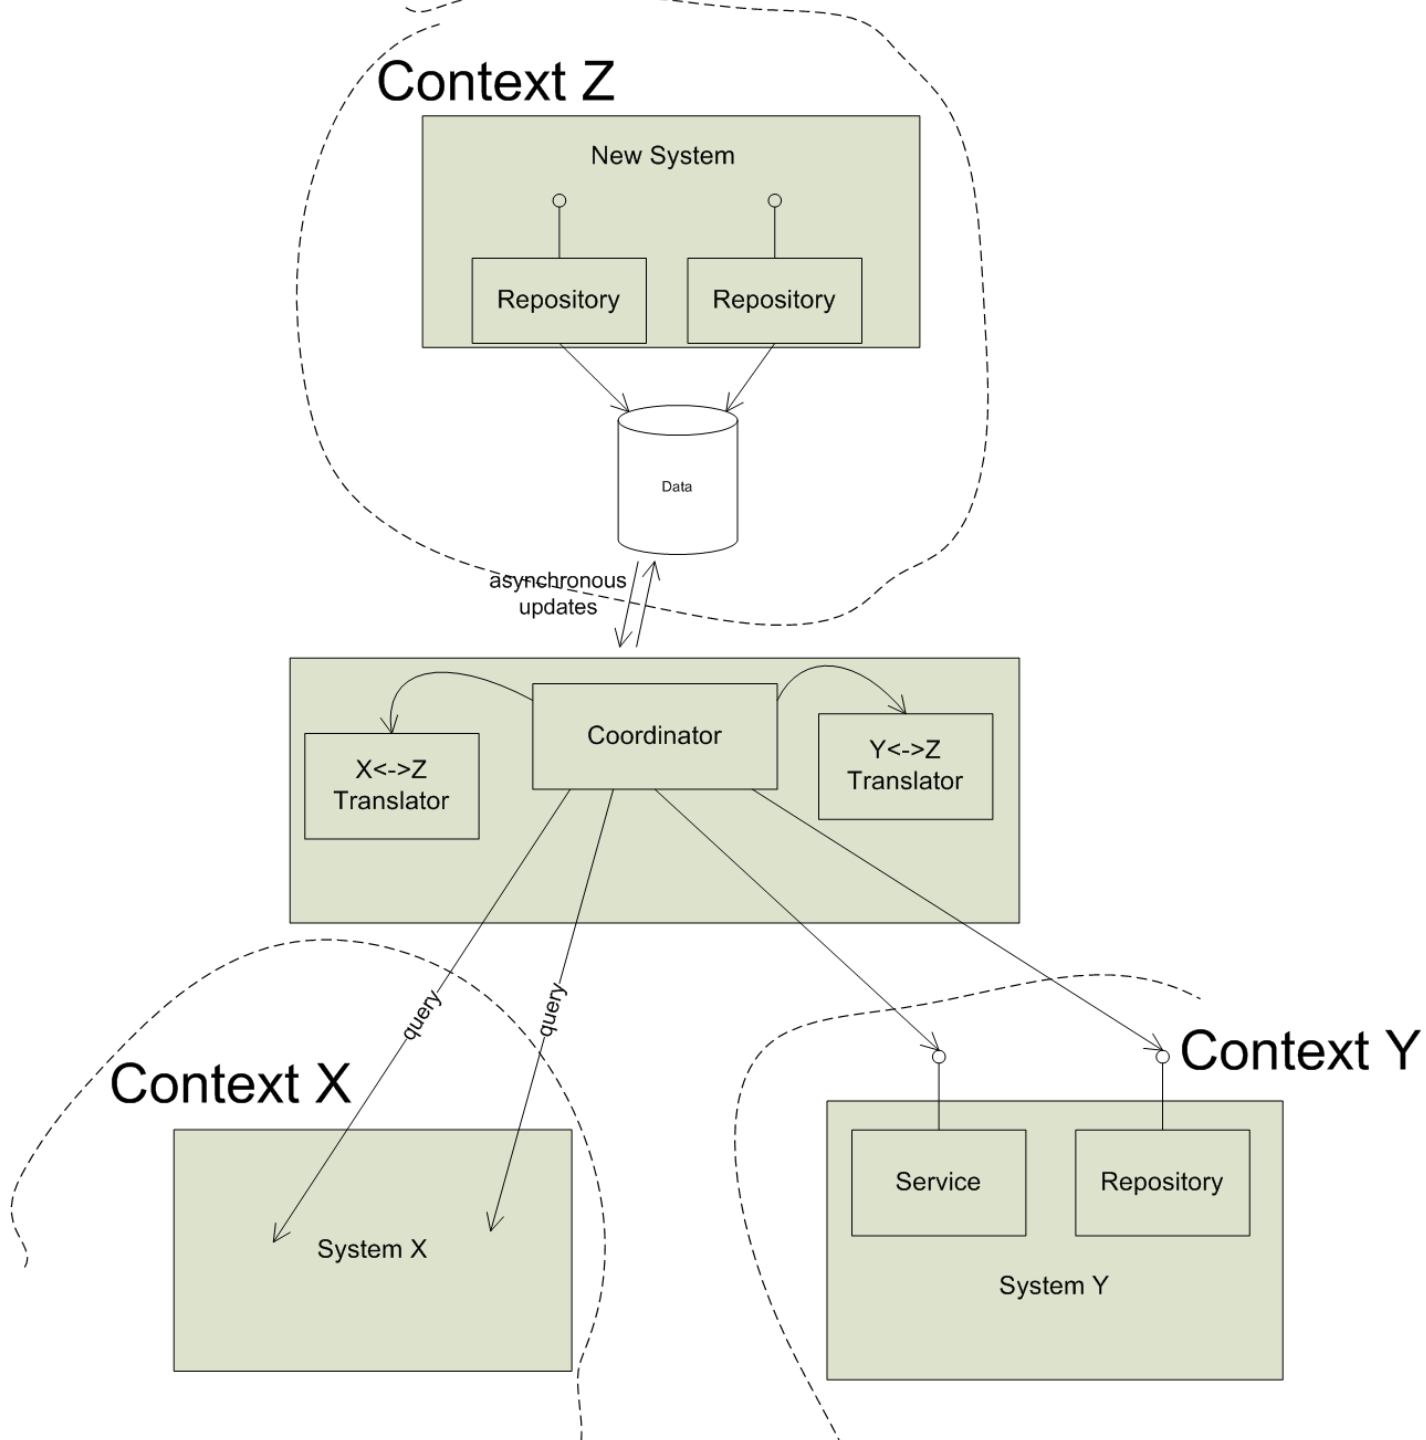 Context Z
New System
Repository
Repository
Data
asynchronous
updates
Coordinator
X<->Z
Translator
Y<->Z
Translator
query
query
Context X
Context Y
System X
Service
Repository
System Y